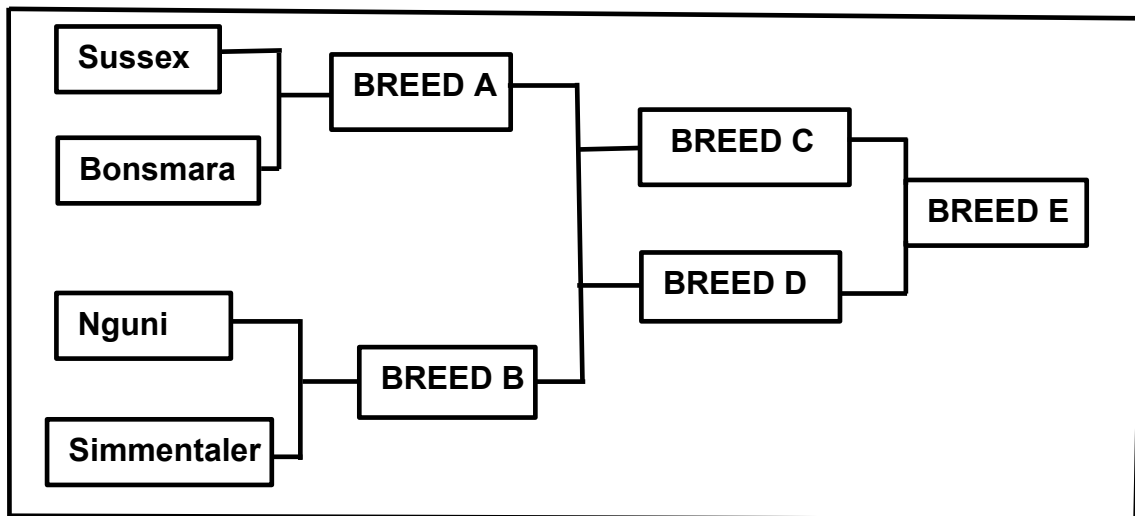 Sussex
BREED A
Bonsmara
BREED C
BREED E
BREED D
Nguni
BREED B
Simmentaler